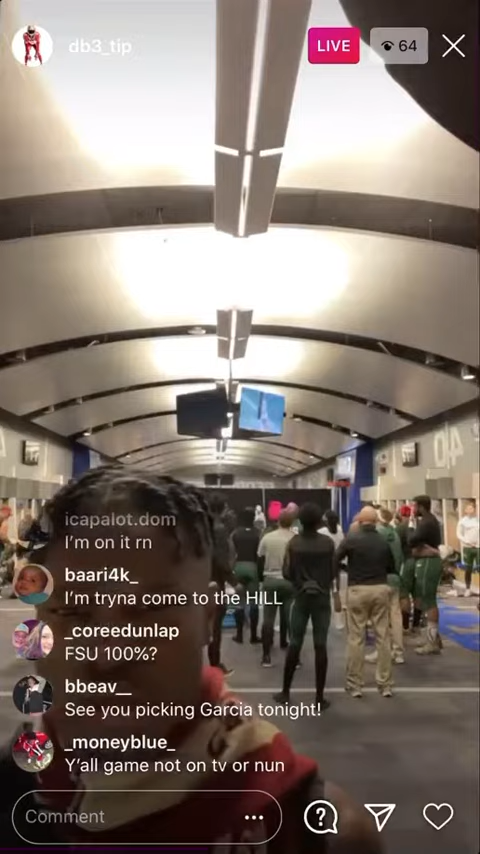 db3_tip
LIVE
64
icapalot.dom
I'm on it rn
baari4k_
I'm tryna come to the HILL
_coreedunlap
FSU 100%?
bbeav__
See you picking Garcia tonight!
_moneyblue_
Y'all game not on tv or nun
Comment